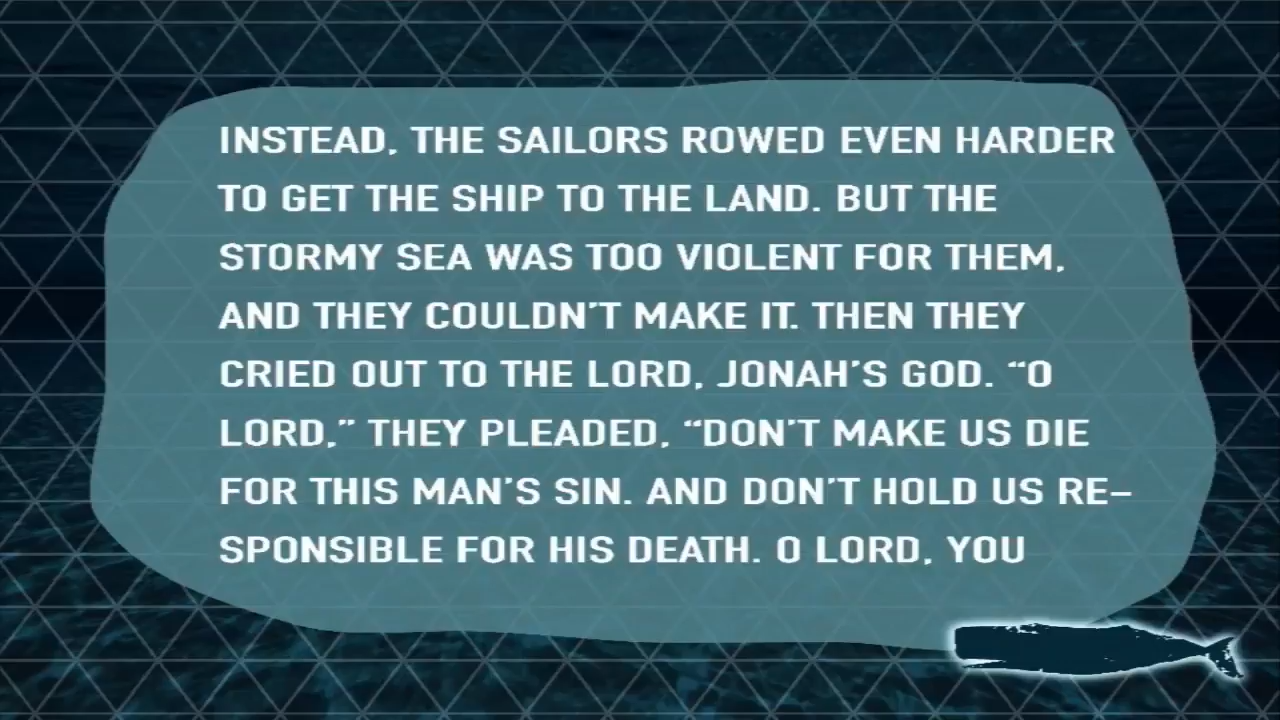 INSTEAD, THE SAILORS ROWED EVEN HARDER
TO GET THE SHIP TO THE LAND. BUT THE
STORMY SEA WAS TOO VIOLENT FOR THEM,
AND THEY COULDN'T MAKE IT. THEN THEY
CRIED OUT TO THE LORD, JONAH'S GOD. “O
LORD,” THEY PLEADED, “DON'T MAKE US DIE
FOR THIS MAN'S SIN. AND DON'T HOLD US RE–
SPONSIBLE FOR HIS DEATH. O LORD, YOU